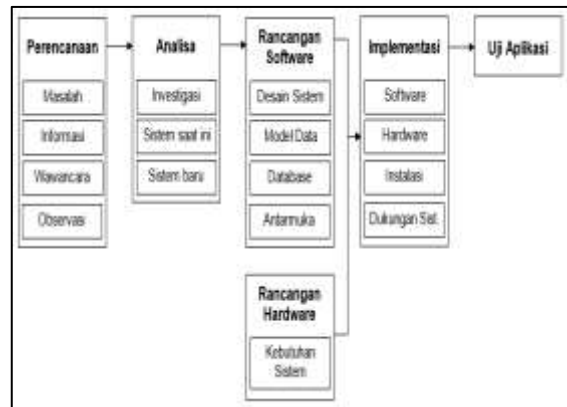 Perencanaan
Masalah
Informasi
Wawancara
Observasi
Analisa
Investigasi
Sistem saat ini
Sistem baru
Rancangan
Software
Desain Sistem
Model Data
Database
Antarmuka
Rancangan
Hardware
Kebutuhan
Sistem
Implementasi
Software
Hardware
Instalasi
Dukungan Sist.
Uji Aplikasi